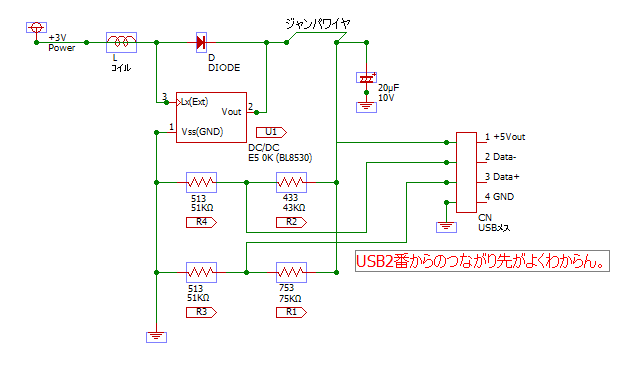 ジャンパワイヤ
+3V
Power
L
コイル
D
DIODE
20μF
10V
3
Lx(Ext)
Vout
2
1
Vss(GND)
U1
DC/DC
E5 0K (BL8530)
1 +5Vout
2 Data-
3 Data+
4 GND
CN
USBメス
513
51KΩ
R4
433
43KΩ
R2
USB2番からのつながり先がよくわからん。
513
51KΩ
R3
753
75KΩ
R1